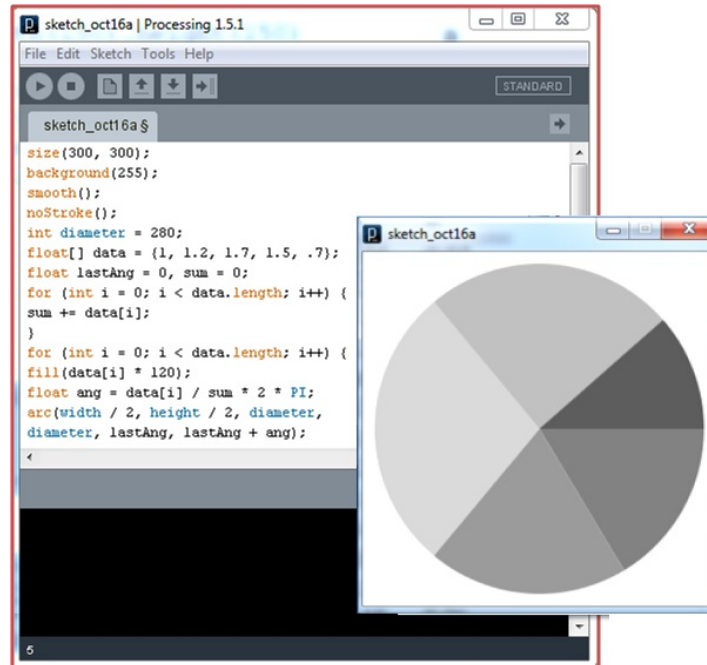 sketch_oct16a | Processing 1.5.1
File Edit Sketch Tools Help
STANDARD
sketch_oct16a §
size(300, 300);
background(255);
smooth();
noStroke();
int diameter = 280;
float[] data = {1, 1.2, 1.7, 1.5, .7};
float lastAng = 0, sum = 0;
for (int i = 0; i < data.length; i++) {
sum += data[i];
}
for (int i = 0; i < data.length; i++) {
fill(data[i] * 120);
float ang = data[i] / sum * 2 * PI;
arc(width / 2, height / 2, diameter,
diameter, lastAng, lastAng + ang);
5
sketch_oct16a